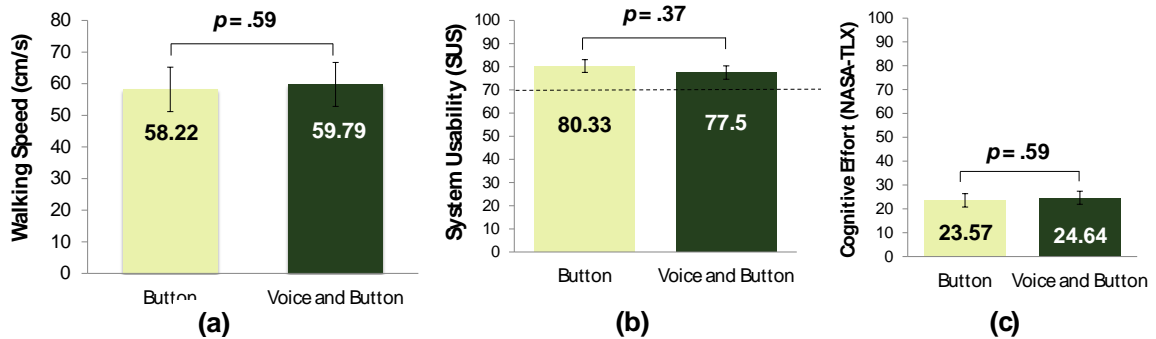 Walking Speed (cm/s)
80
70
60
50
40
30
20
10
0
p = .59
58.22
59.79
Button
Voice and Button
(a)
System Usability (SUS)
100
90
80
70
60
50
40
30
20
10
0
p = .37
80.33
77.5
Button
Voice and Button
(b)
Cognitive Effort (NASA-TLX)
100
90
80
70
60
50
40
30
20
10
0
p = .59
23.57
24.64
Button
Voice and Button
(c)